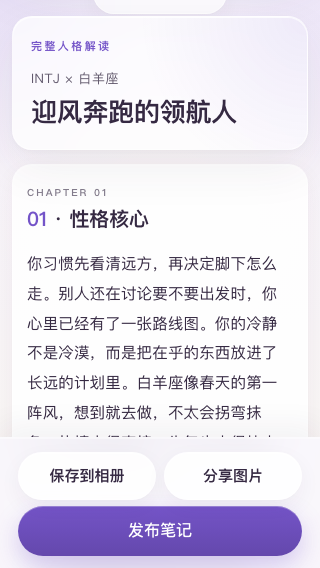 完整人格解读
INTJ × 白羊座
迎风奔跑的领航人
CHAPTER 01
01 · 性格核心
你习惯先看清远方，再决定脚下怎么
走。别人还在讨论要不要出发时，你
心里已经有了一张路线图。你的冷静
不是冷漠，而是把在乎的东西放进了
长远的计划里。白羊座像春天的第一
阵风，想到就去做，不太会拐弯抹
保存到相册
分享图片
发布笔记